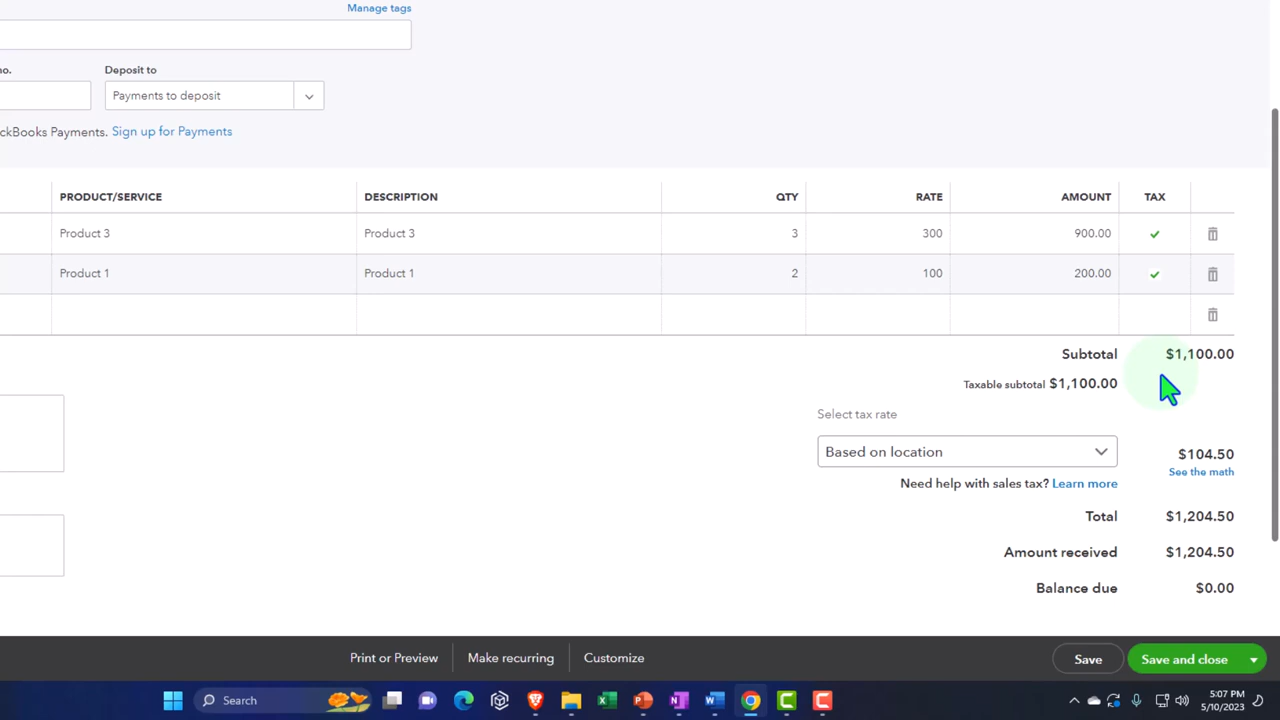 Manage tags
no. Deposit to
Payments to deposit
ckBooks Payments. Sign up for Payments
PRODUCT/SERVICE DESCRIPTION QTY RATE AMOUNT TAX
Product 3 Product 3 3 300 900.00
Product 1 Product 1 2 100 200.00
Subtotal $1,100.00
Taxable subtotal $1,100.00
Select tax rate
Based on location $104.50
See the math
Need help with sales tax? Learn more
Total $1,204.50
Amount received $1,204.50
Balance due $0.00
Print or Preview Make recurring Customize Save Save and close
Search 5:07 PM
5/10/2023